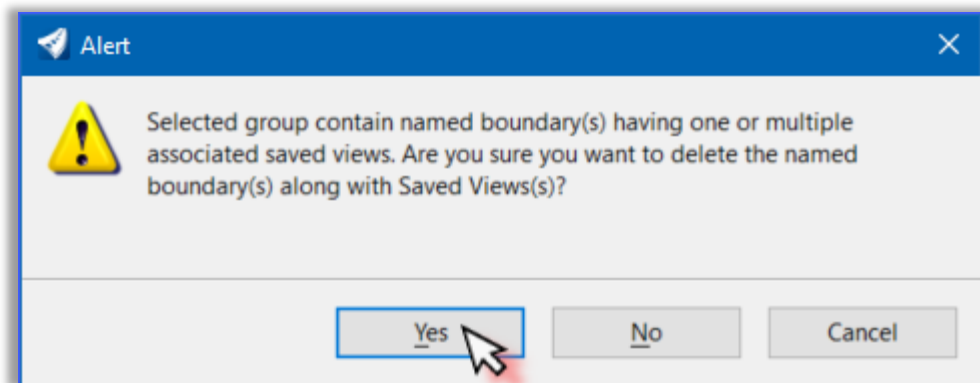 Alert
Selected group contain named boundary(s) having one or multiple
associated saved views. Are you sure you want to delete the named
boundary(s) along with Saved Views(s)?
Yes No Cancel